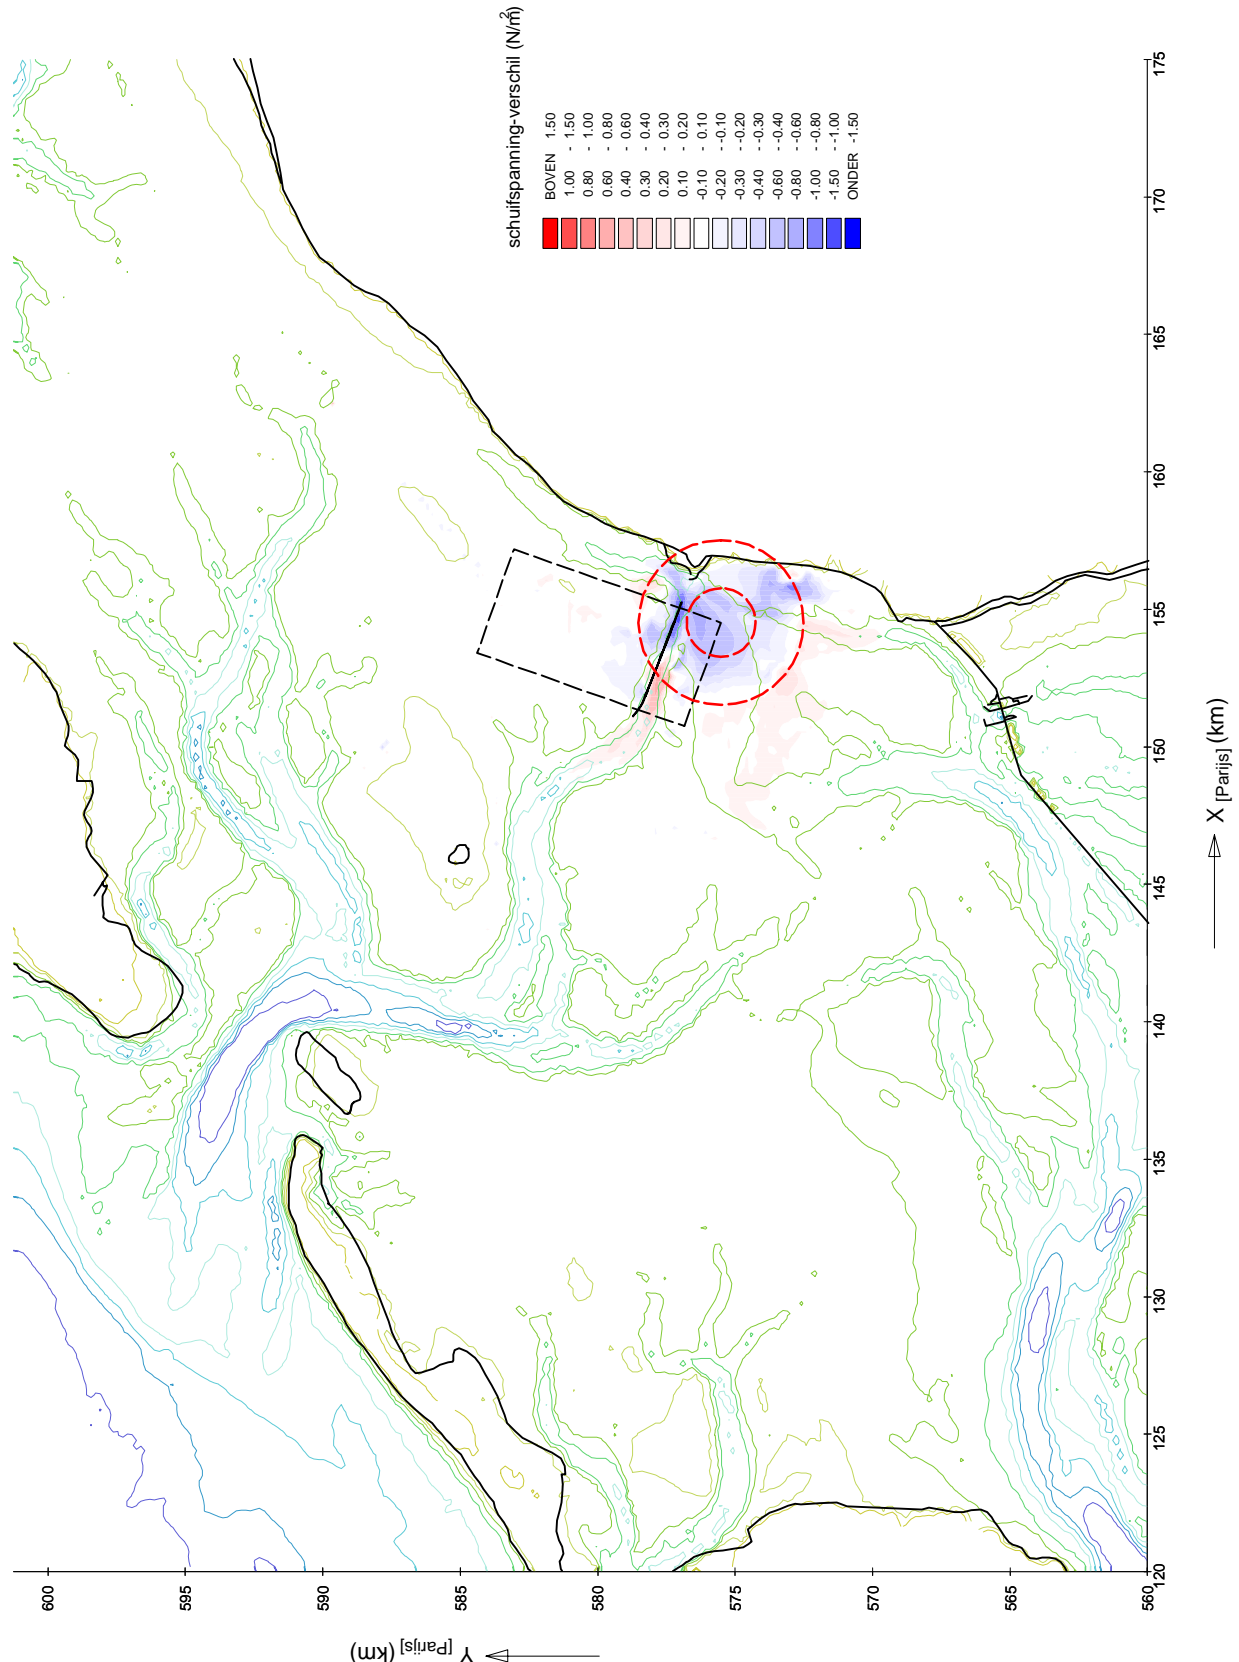 schuifspanning-verschil (N/m²)
BOVEN 1.50
1.00 - 1.50
0.80 - 1.00
0.60 - 0.80
0.40 - 0.60
0.30 - 0.40
0.20 - 0.30
0.10 - 0.20
-0.10 - 0.10
-0.20 - -0.10
-0.30 - -0.20
-0.40 - -0.30
-0.60 - -0.40
-0.80 - -0.60
-1.00 - -0.80
-1.50 - -1.00
ONDER -1.50
600
595
590
585
580
575
570
565
560
Y [Parijs] (km)
120
125
130
135
140
145
150
155
160
165
170
175
X [Parijs] (km)